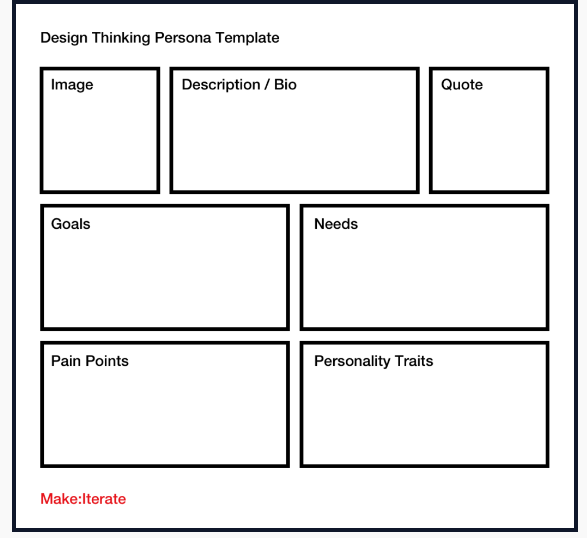 Design Thinking Persona Template
Image
Description / Bio
Quote
Goals
Needs
Pain Points
Personality Traits
Make:Iterate